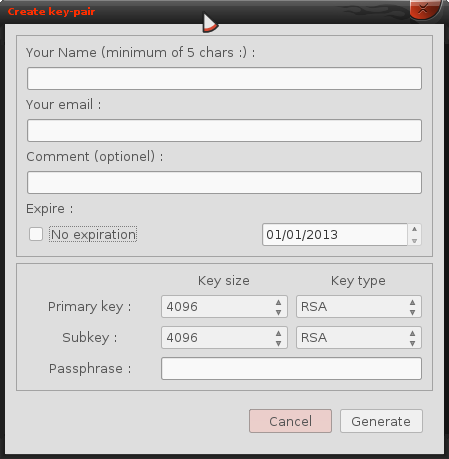 Create key-pair
Your Name (minimum of 5 chars :) :
Your email :
Comment (optionel) :
Expire :
No expiration 01/01/2013
Key size Key type
Primary key : 4096 RSA
Subkey : 4096 RSA
Passphrase :
Cancel Generate